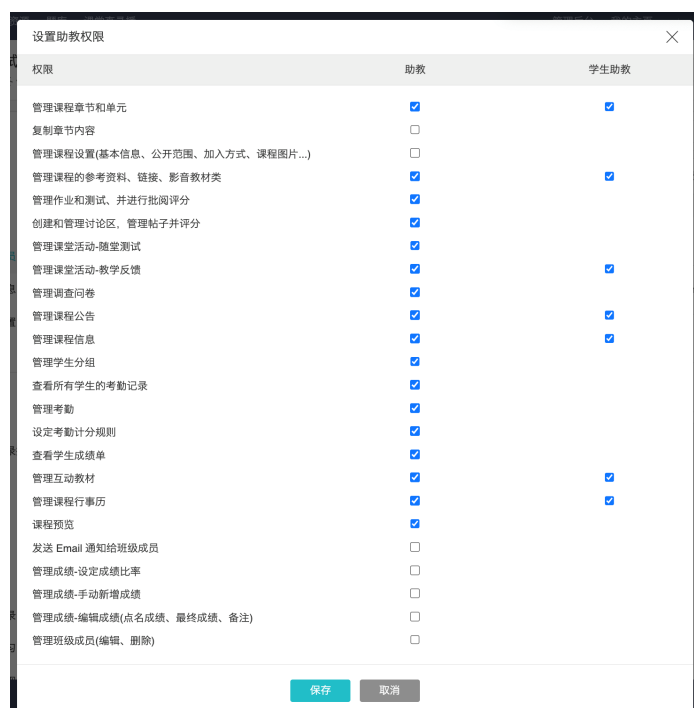 设置助教权限
权限 助教 学生助教
管理课程章节和单元
复制章节内容
管理课程设置(基本信息、公开范围、加入方式、课程图片...)
管理课程的参考资料、链接、影音教材类
管理作业和测试、并进行批阅评分
创建和管理讨论区，管理帖子并评分
管理课堂活动-随堂测试
管理课堂活动-教学反馈
管理调查问卷
管理课程公告
管理课程信息
管理学生分组
查看所有学生的考勤记录
管理考勤
设定考勤计分规则
查看学生成绩单
管理互动教材
管理课程行事历
课程预览
发送 Email 通知给班级成员
管理成绩-设定成绩比率
管理成绩-手动新增成绩
管理成绩-编辑成绩(点名成绩、最终成绩、备注)
管理班级成员(编辑、删除)
保存 取消